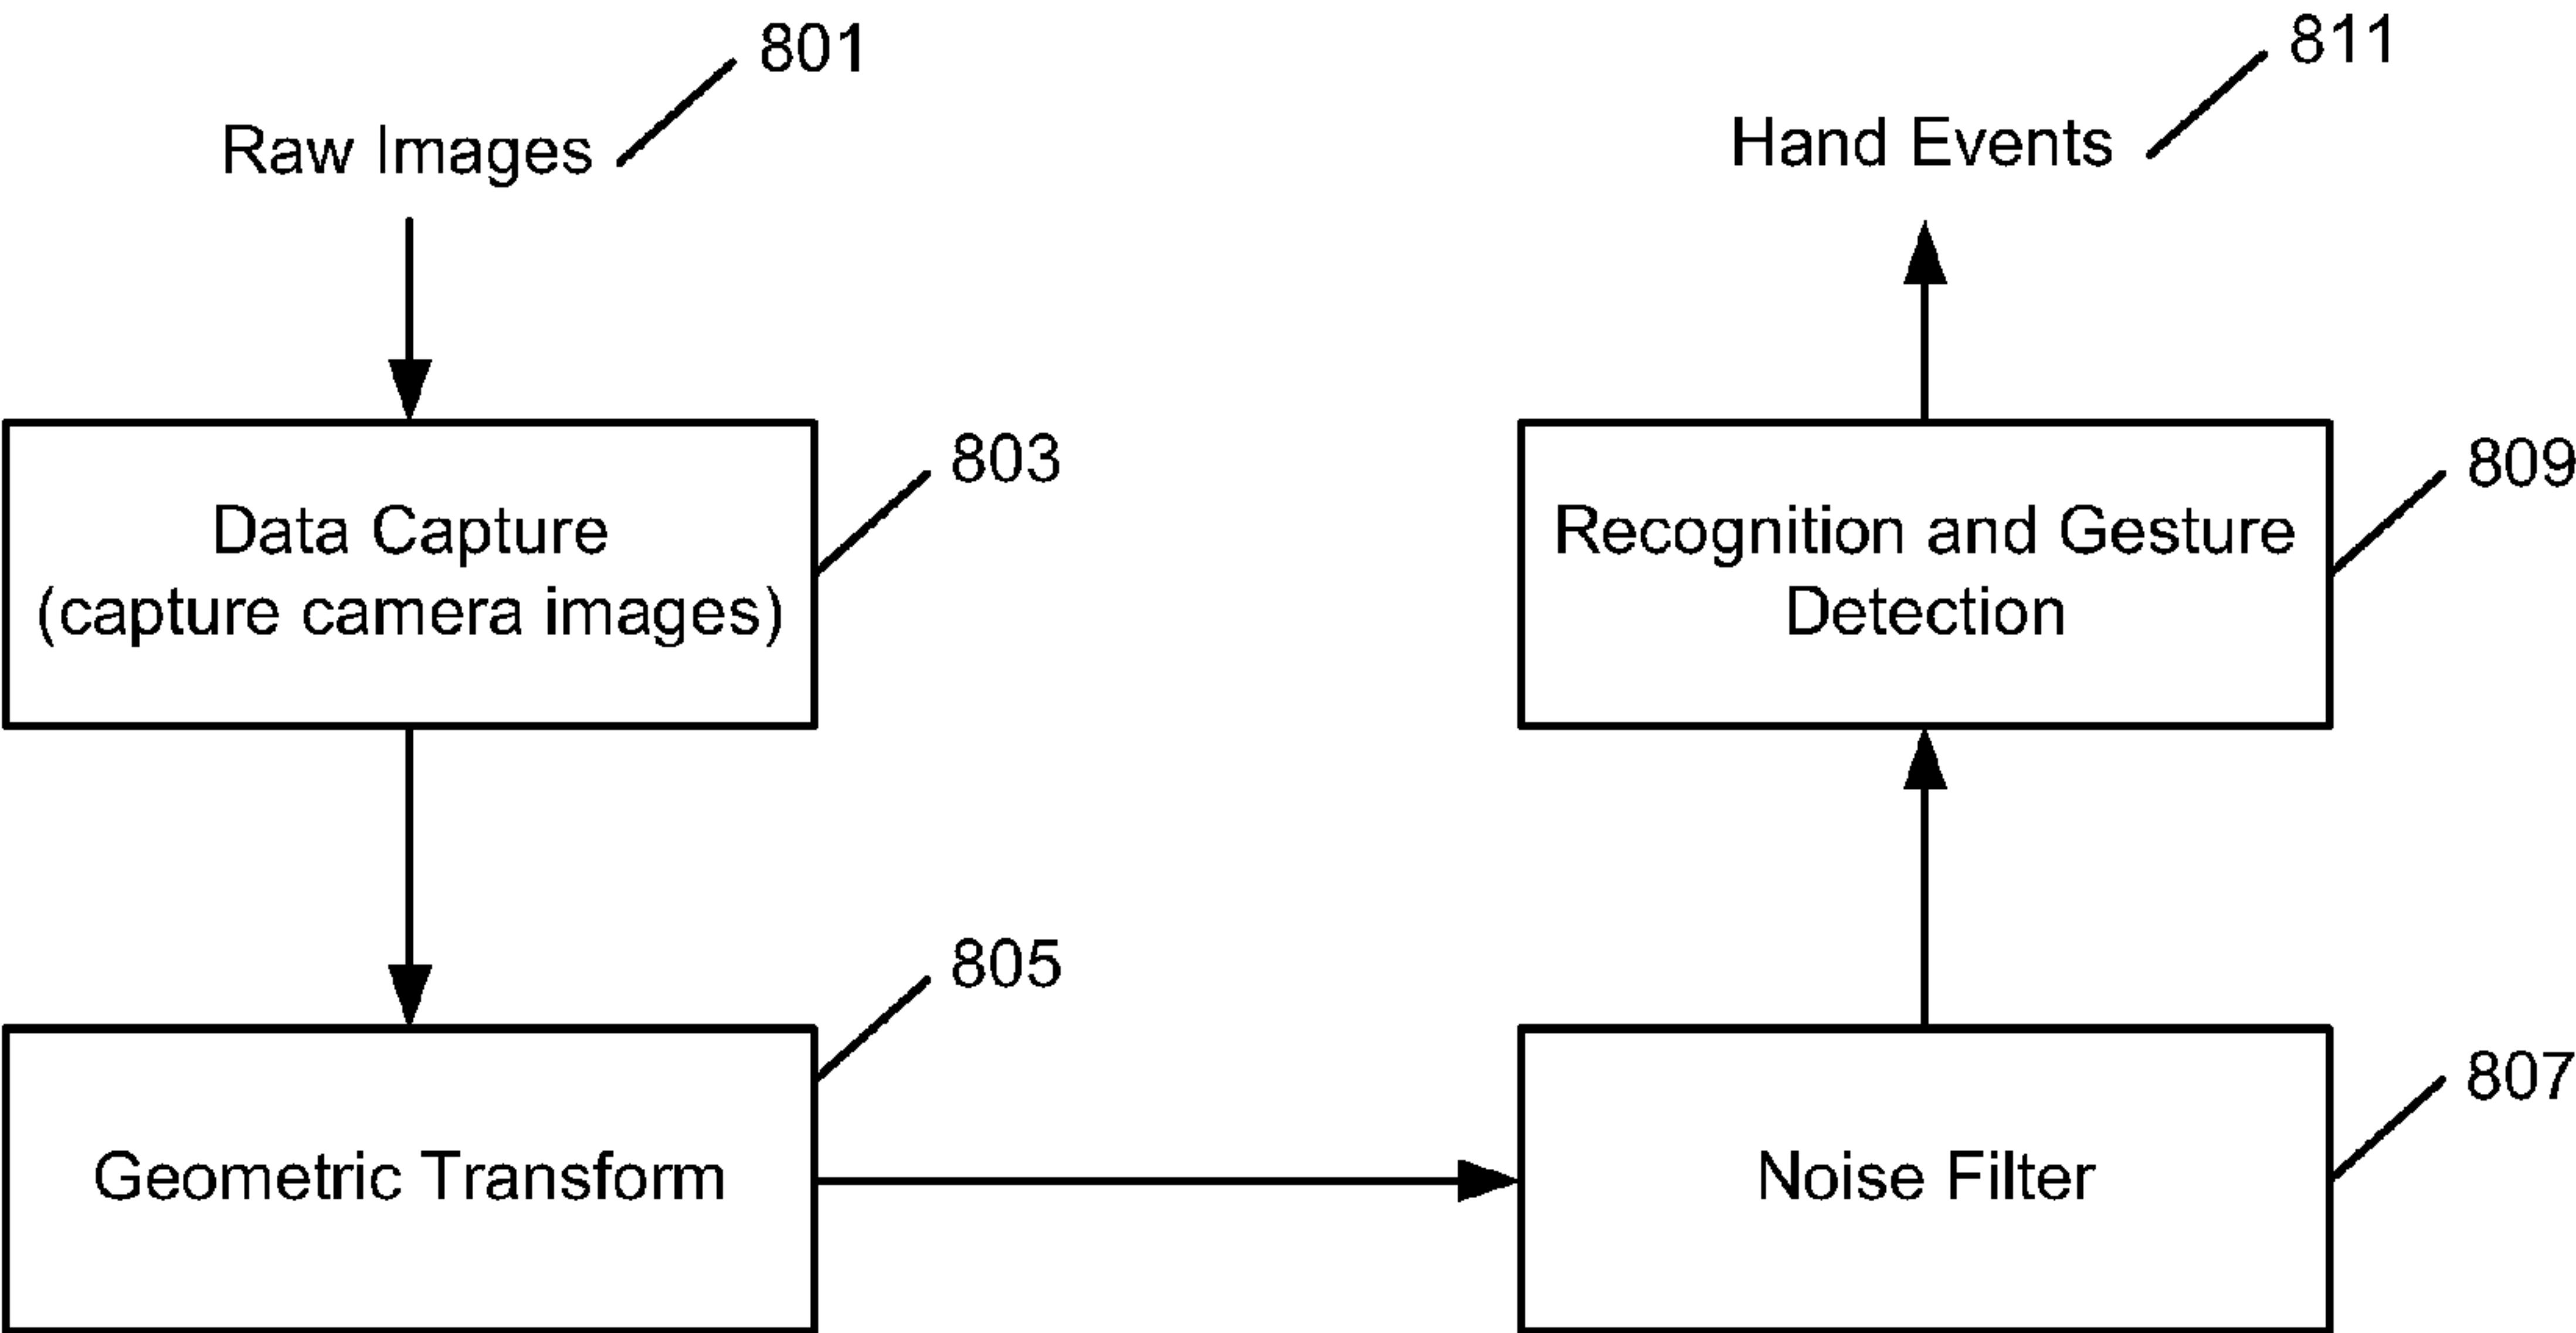 801
Raw Images
803
Data Capture
(capture camera images)
805
Geometric Transform
807
Noise Filter
809
Recognition and Gesture
Detection
811
Hand Events